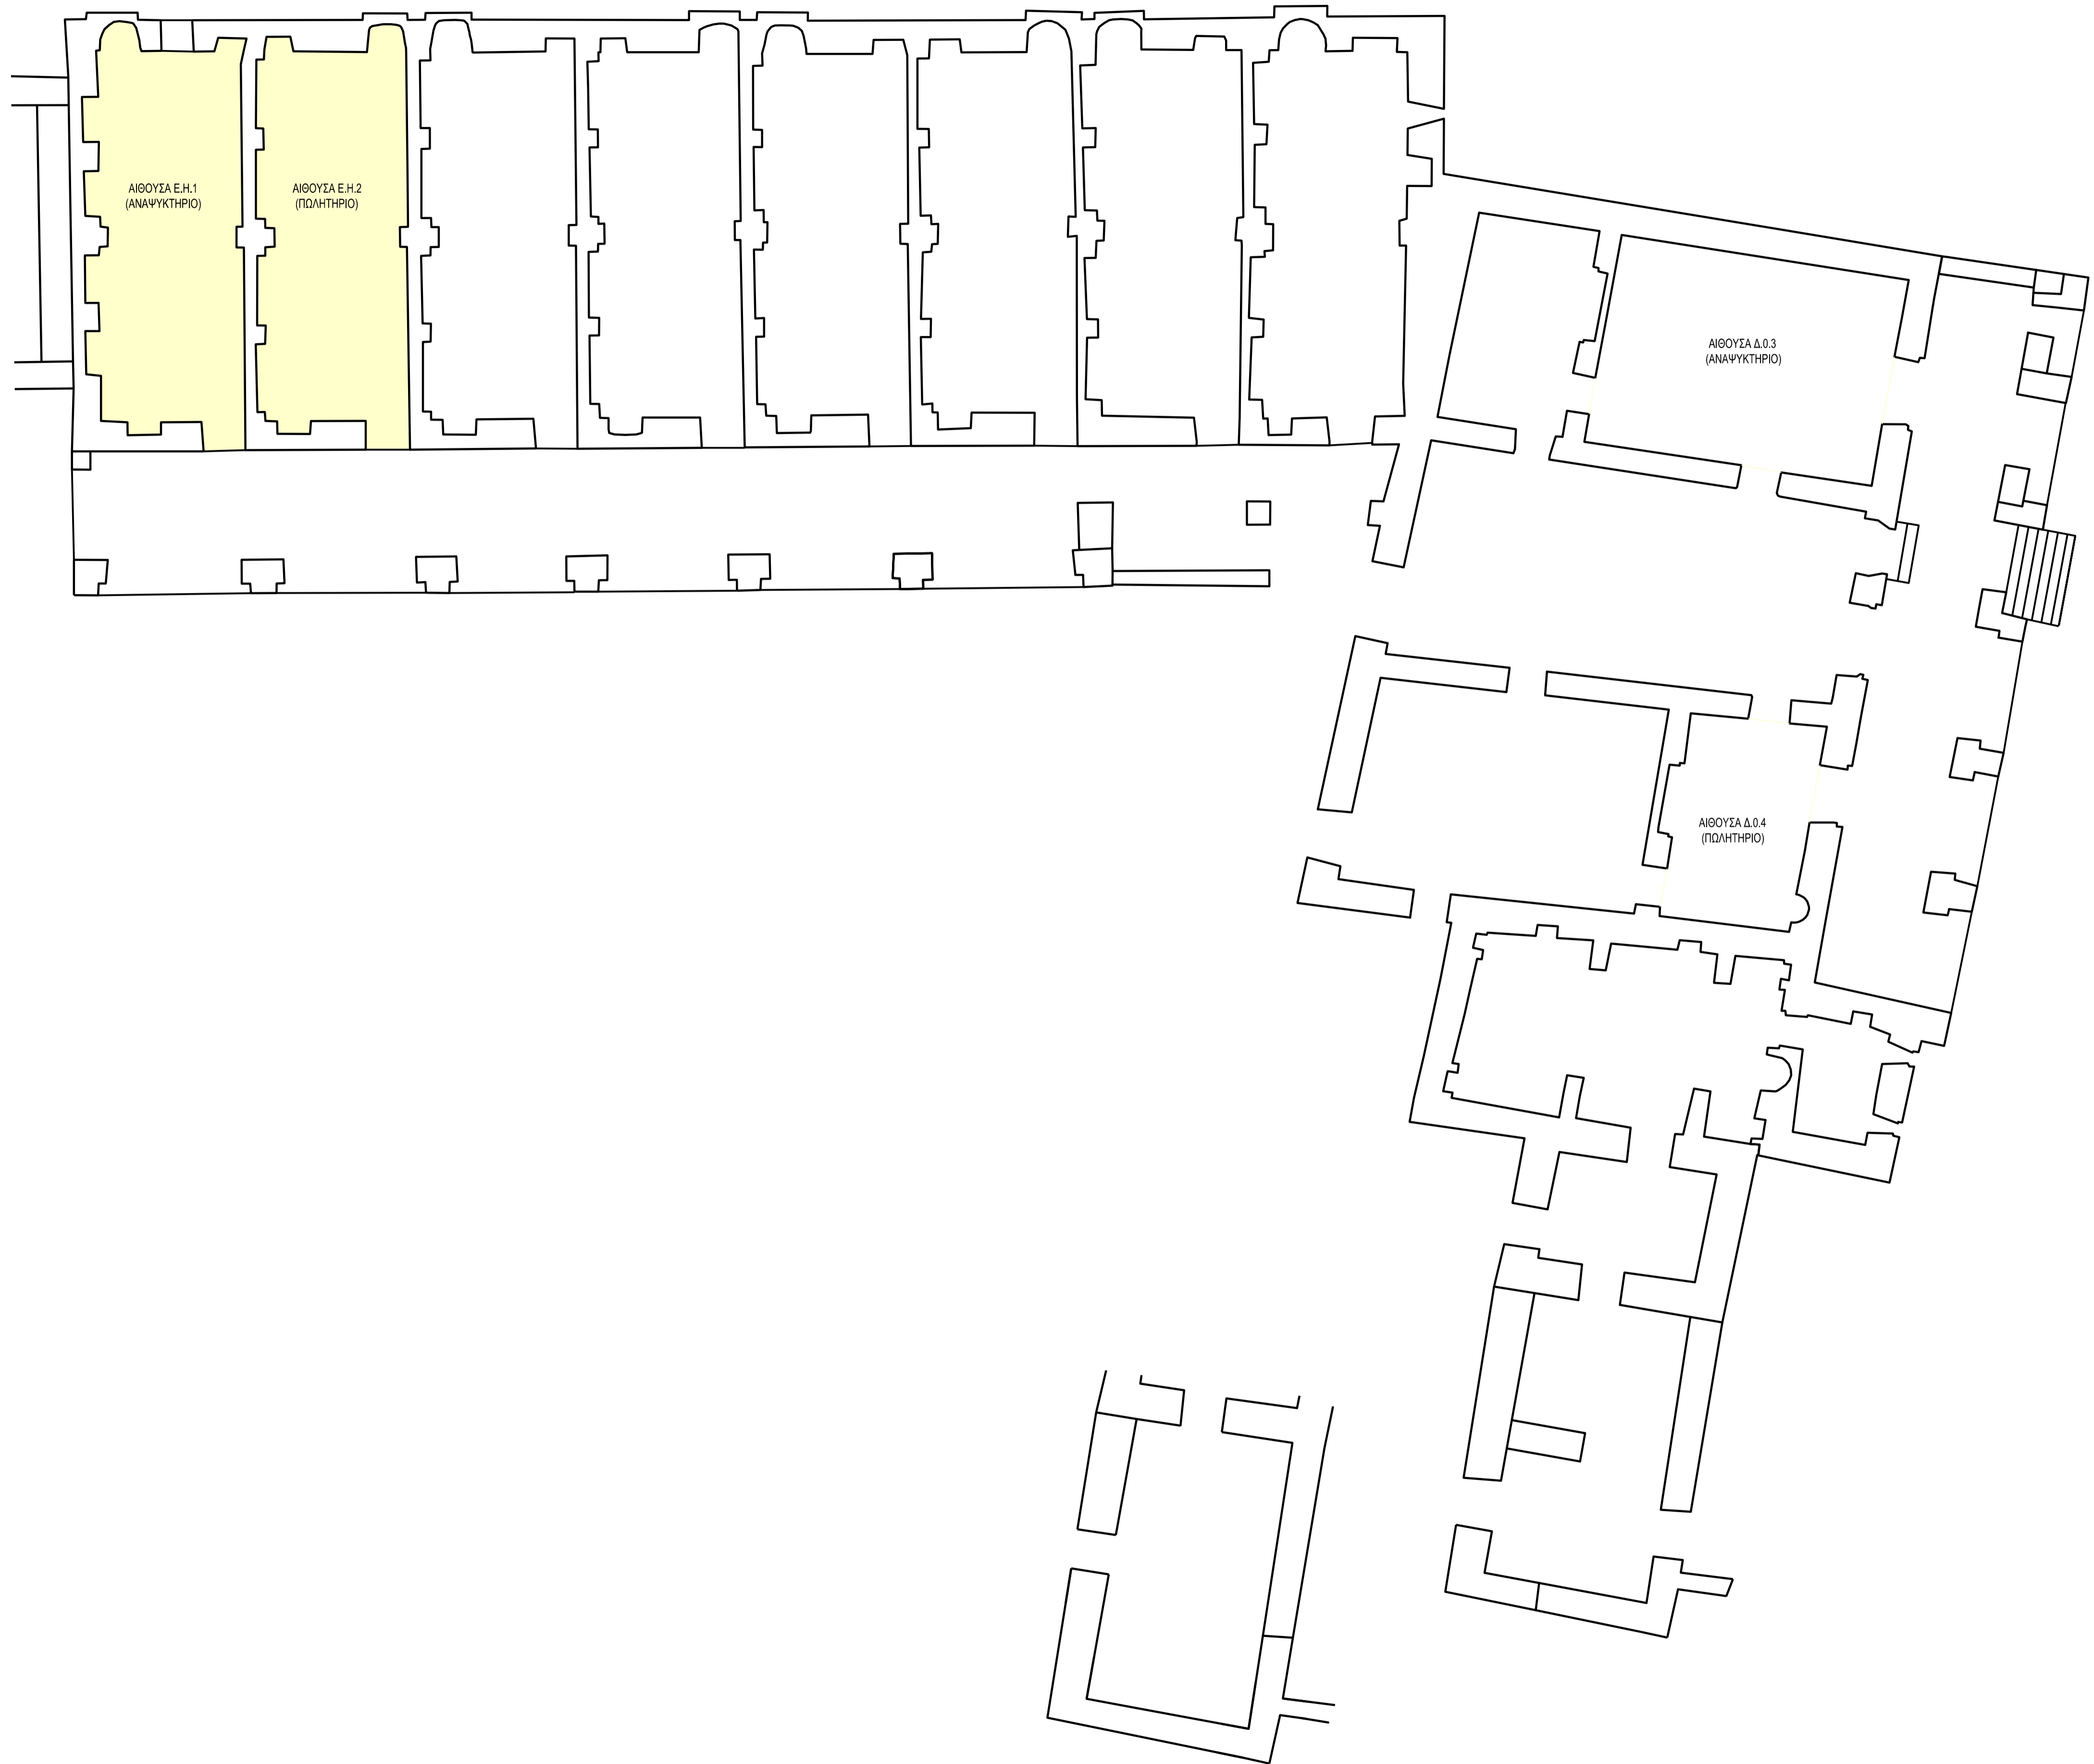 ΑΙΘΟΥΣΑ Ε.Η.1
(ΑΝΑΨΥΚΤΗΡΙΟ)
ΑΙΘΟΥΣΑ Ε.Η.2
(ΠΩΛΗΤΗΡΙΟ)
ΑΙΘΟΥΣΑ Δ.0.3
(ΑΝΑΨΥΚΤΗΡΙΟ)
ΑΙΘΟΥΣΑ Δ.0.4
(ΠΩΛΗΤΗΡΙΟ)